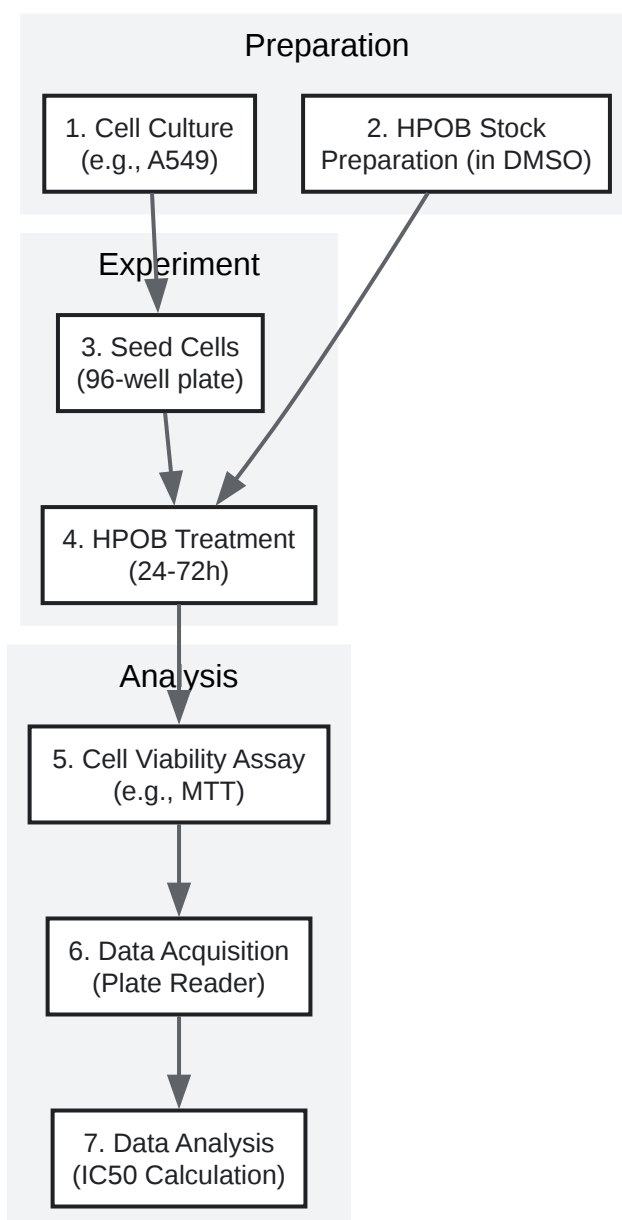 Preparation
1. Cell Culture
(e.g., A549)
2. HPOB Stock
Preparation (in DMSO)
Experiment
3. Seed Cells
(96-well plate)
4. HPOB Treatment
(24-72h)
Analysis
5. Cell Viability Assay
(e.g., MTT)
6. Data Acquisition
(Plate Reader)
7. Data Analysis
(IC50 Calculation)